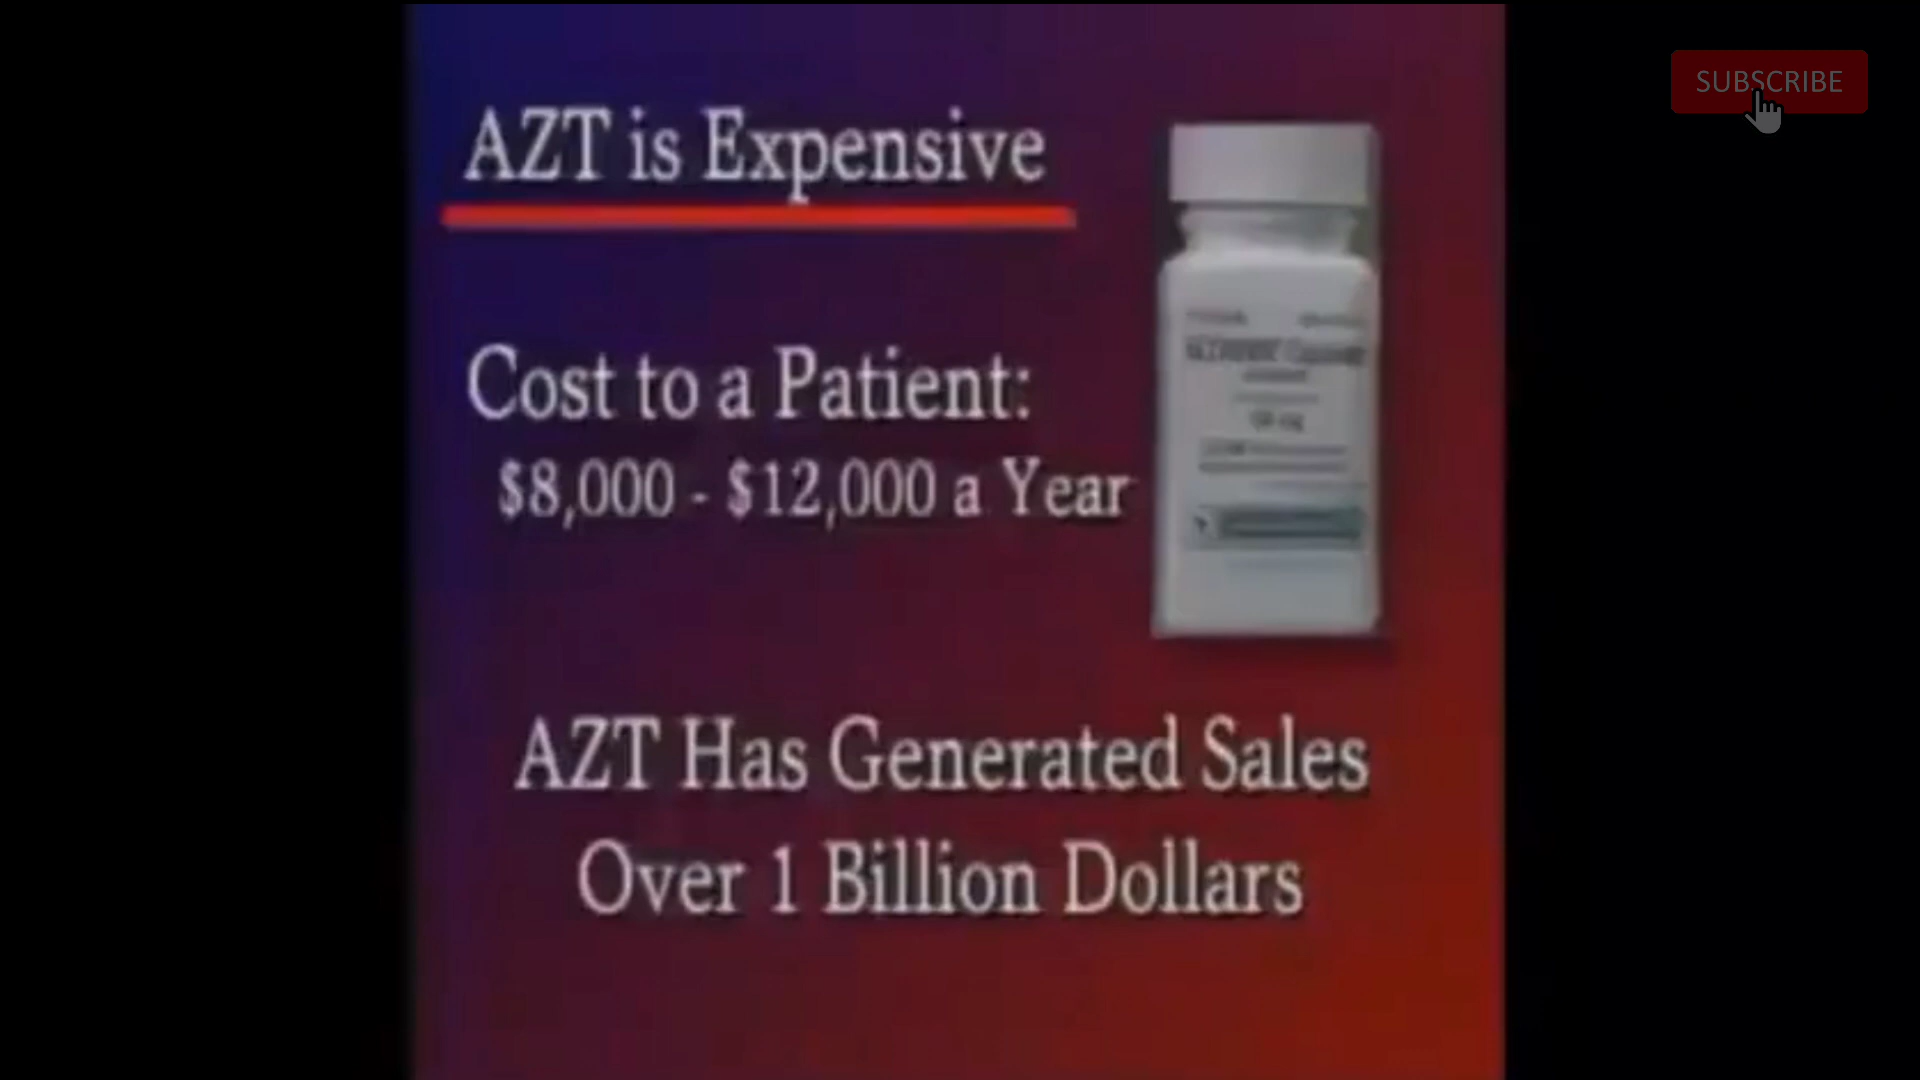 SUBSCRIBE
AZT is Expensive
Cost to a Patient:
$8,000 - $12,000 a Year
AZT Has Generated Sales
Over 1 Billion Dollars